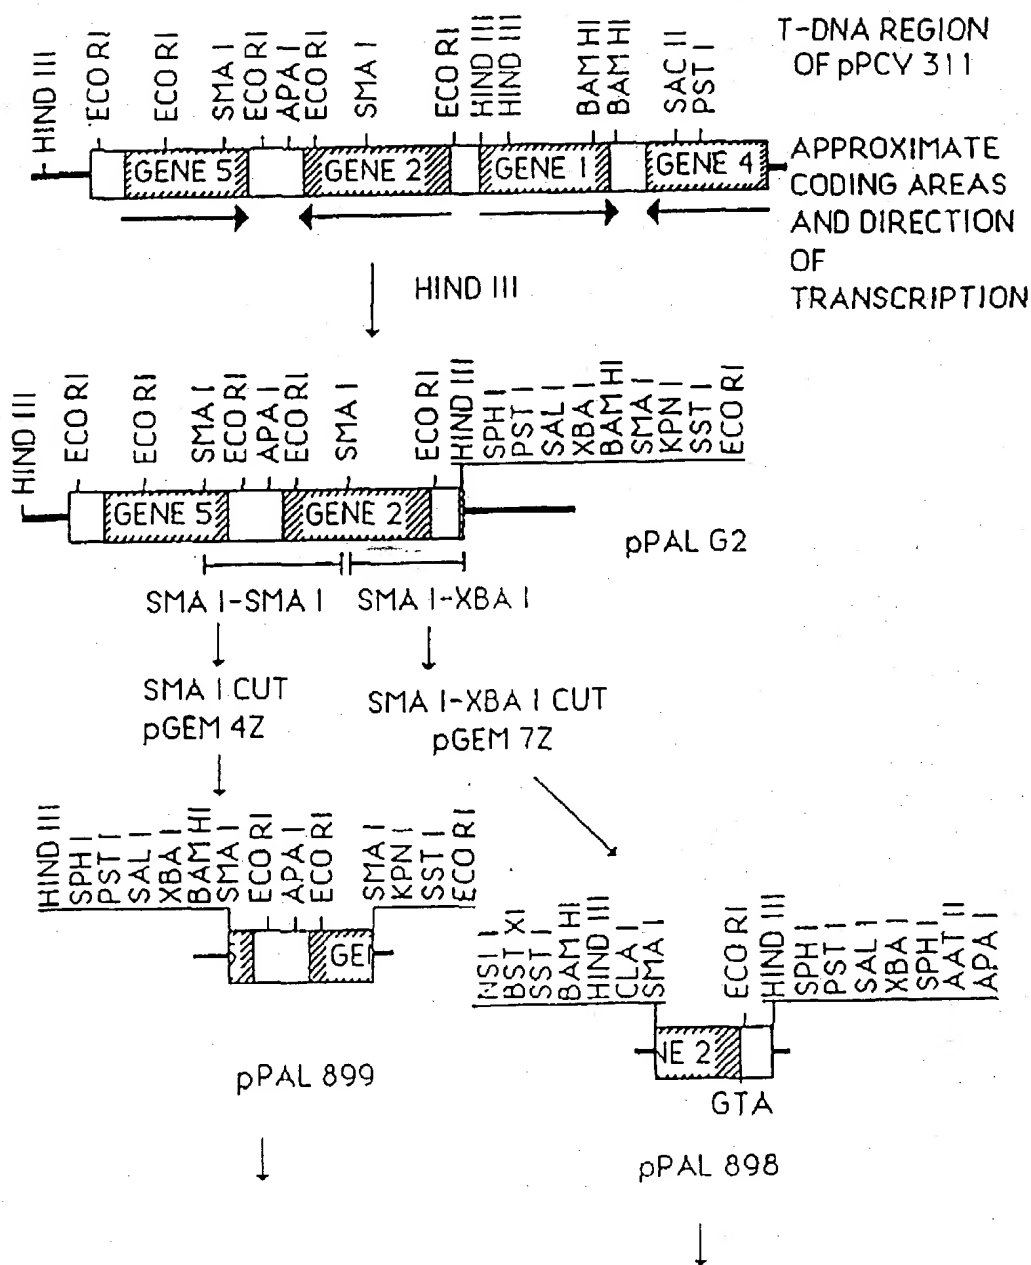 T-DNA REGION
OF pPCY 311
HIND III
ECO RI
ECO RI
SMA I
ECO RI
APA I
ECO RI
SMA I
ECO RI
HIND III
HIND III
BAM HI
BAM HI
SAC II
PST I
GENE 5
GENE 2
GENE 1
GENE 4
APPROXIMATE
CODING AREAS
AND DIRECTION
OF
TRANSCRIPTION
HIND III
HIND III
ECO RI
ECO RI
SMA I
ECO RI
APA I
ECO RI
SMA I
ECO RI
HIND III
SPH I
PST I
SAL I
XBA I
BAM HI
SMA I
KPN I
SST I
ECO RI
GENE 5
GENE 2
pPAL G2
SMA I-SMA I
SMA I-XBA I
SMA I CUT
pGEM 4Z
SMA I-XBA I CUT
pGEM 7Z
HIND III
SPH I
PST I
SAL I
XBA I
BAM HI
SMA I
ECO RI
APA I
ECO RI
SMA I
KPN I
SST I
ECO RI
GEI
pPAL 899
NSI I
BST XI
SST I
BAM HI
HIND III
CLA I
SMA I
ECO RI
HIND III
SPH I
PST I
SAL I
XBA I
SPH I
AAT II
APA I
NE 2
GTA
pPAL 898